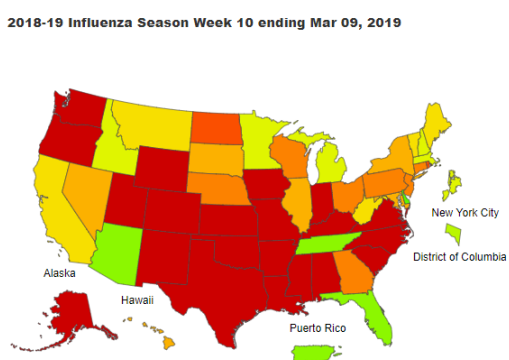 2018-19 Influenza Season Week 10 ending Mar 09, 2019
New York City
District of Columbia
Alaska
Hawaii
Puerto Rico